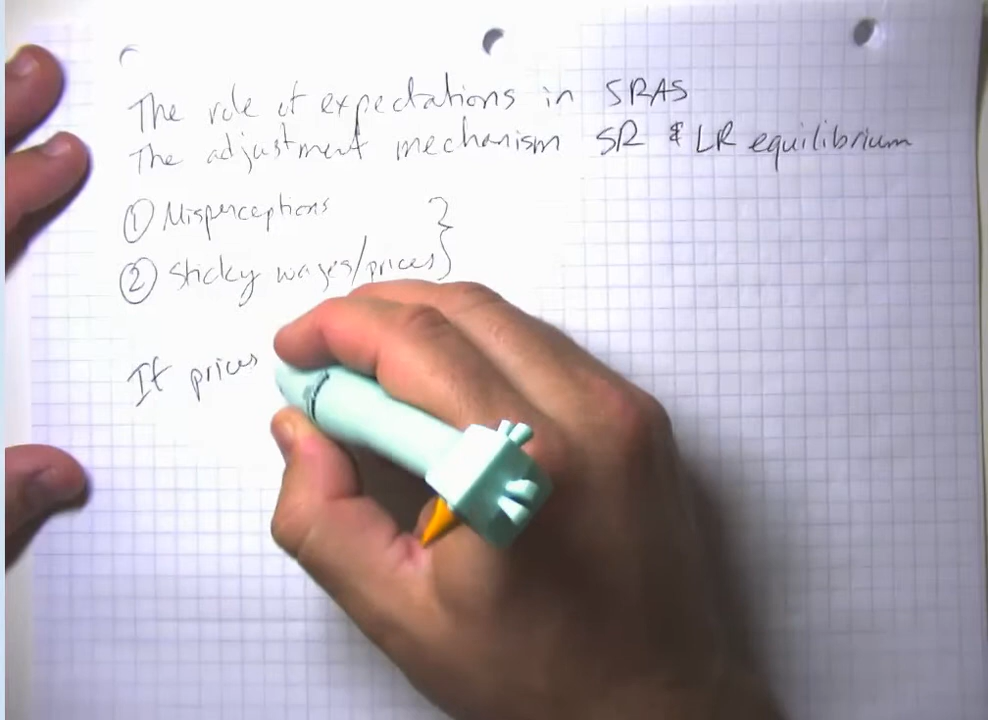 The role of expectations in SRAS
The adjustment mechanism SR & LR equilibrium
① Misperceptions
② Sticky wages/prices
If prices